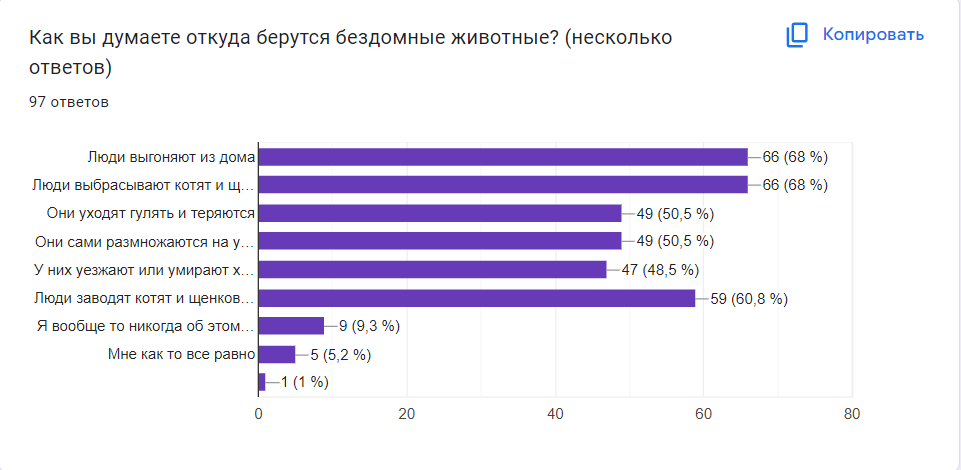 Как вы думаете откуда берутся бездомные животные? (несколько
ответов)
Копировать
97 ответов
Люди выгоняют из дома
66 (68 %)
Люди выбрасывают котят и щ…
66 (68 %)
Они уходят гулять и теряются
49 (50,5 %)
Они сами размножаются на у…
49 (50,5 %)
У них уезжают или умирают х…
47 (48,5 %)
Люди заводят котят и щенков…
59 (60,8 %)
Я вообще то никогда об этом…
9 (9,3 %)
Мне как то все равно
5 (5,2 %)
1 (1 %)
0
20
40
60
80